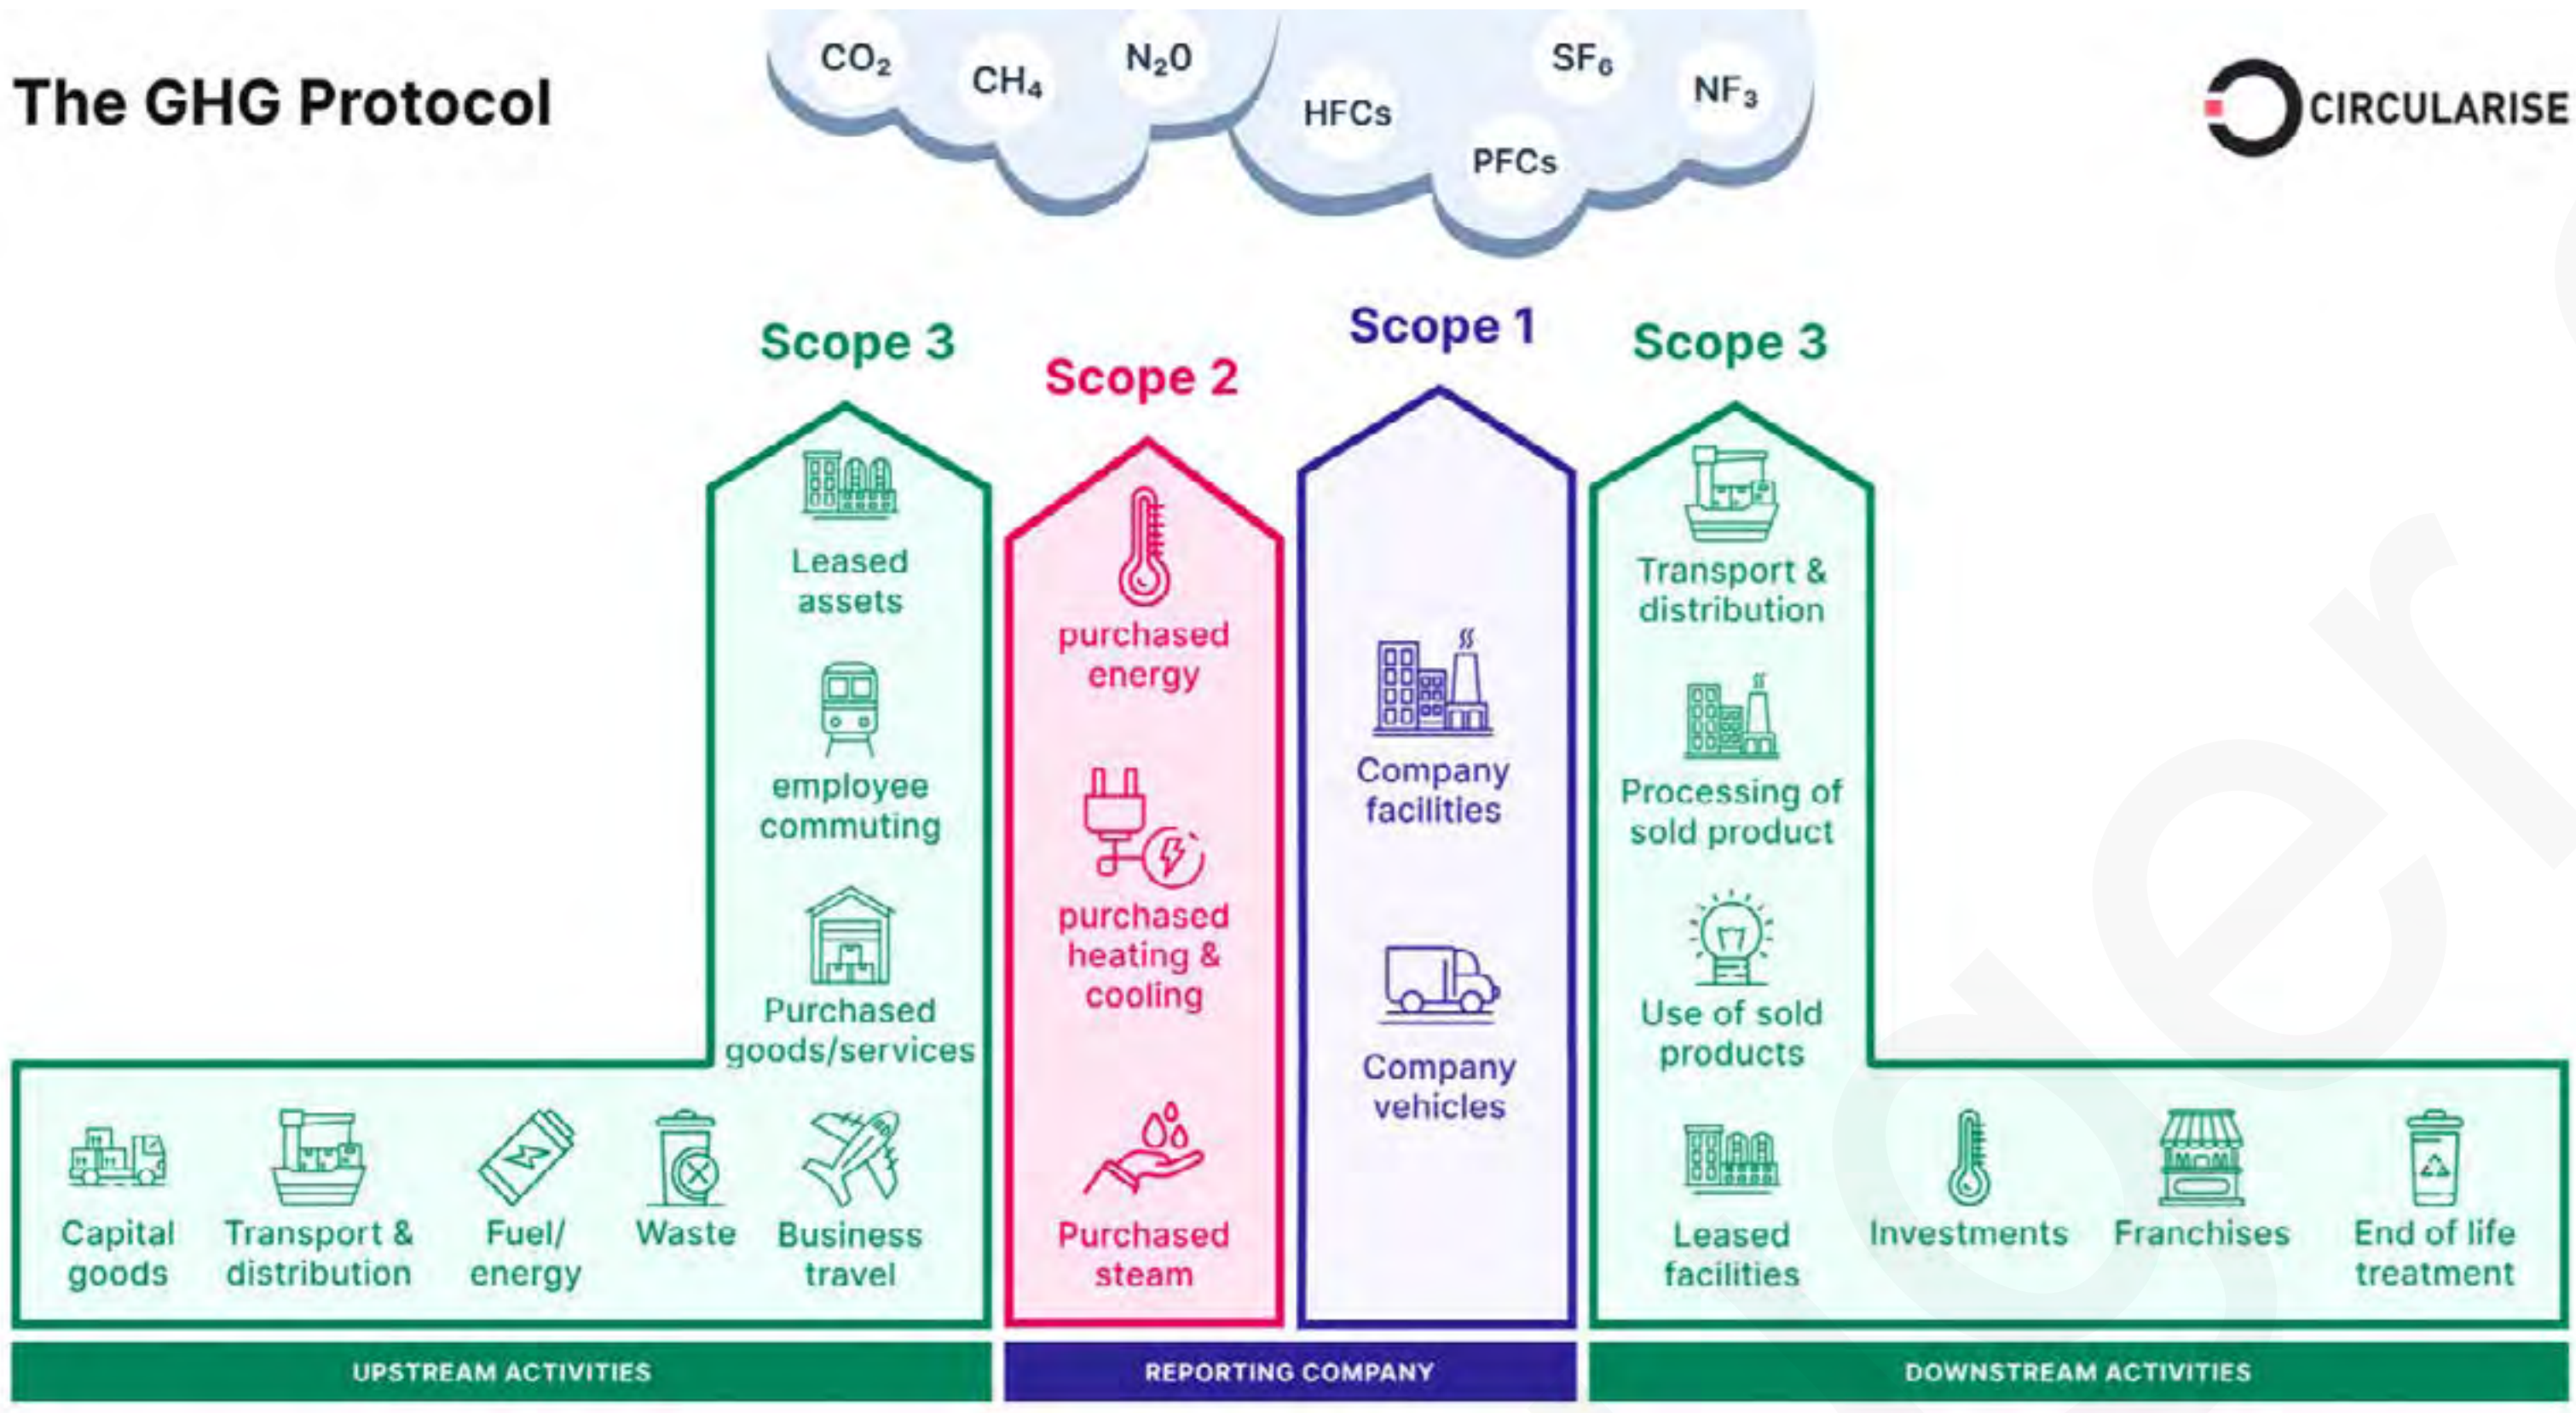 The GHG Protocol
CO₂
CH₄
N₂0
HFCs
PFCs
SF₆
NF₃
CIRCULARISE
Scope 3
Leased
assets
employee
commuting
Purchased
goods/services
Capital
goods
Transport &
distribution
Fuel/
energy
Waste
Business
travel
Scope 2
purchased
energy
purchased
heating &
cooling
Purchased
steam
Scope 1
Company
facilities
Company
vehicles
Scope 3
Transport &
distribution
Processing of
sold product
Use of sold
products
Leased
facilities
Investments
Franchises
End of life
treatment
UPSTREAM ACTIVITIES
REPORTING COMPANY
DOWNSTREAM ACTIVITIES